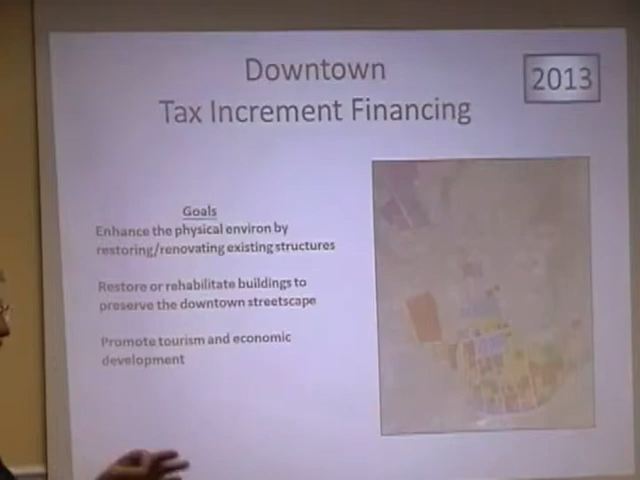 Downtown
Tax Increment Financing
2013
Goals
Enhance the physical environ by
restoring/renovating existing structures
Restore or rehabilitate buildings to
preserve the downtown streetscape
Promote tourism and economic
development